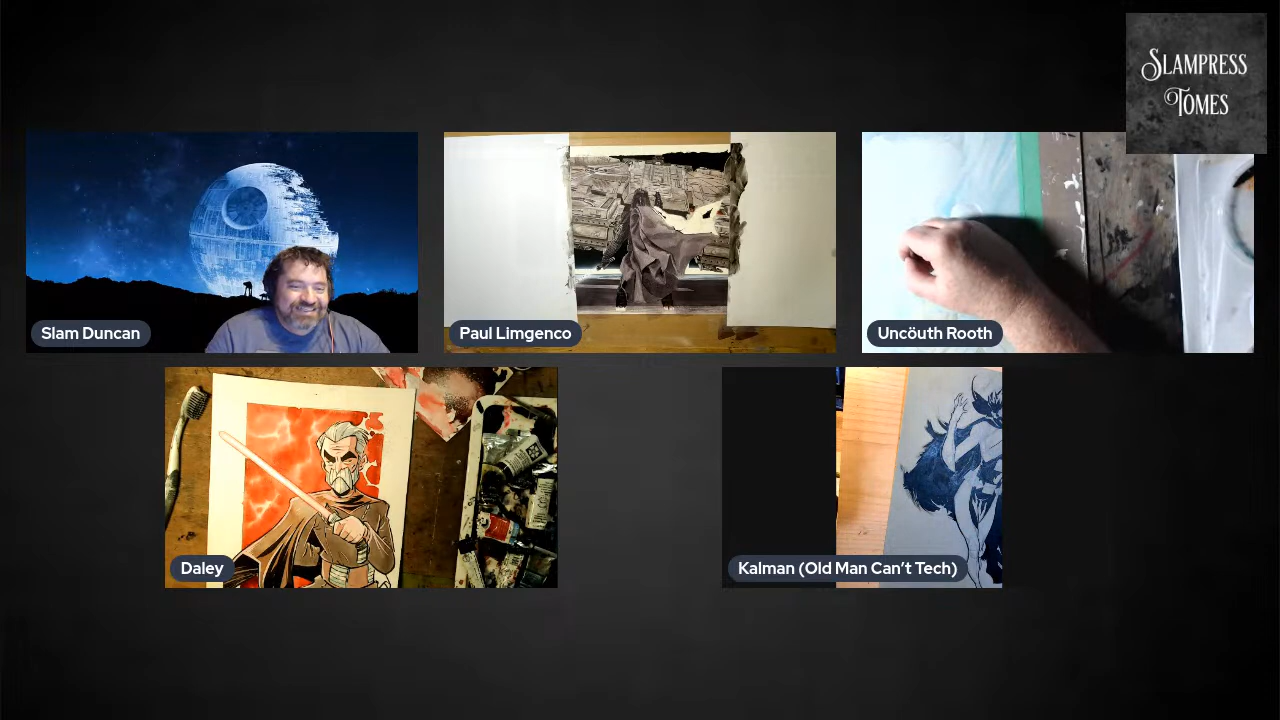 Slampress
Tomes
Slam Duncan
Paul Limgenco
Uncöuth Rooth
Daley
Kalman (Old Man Can’t Tech)